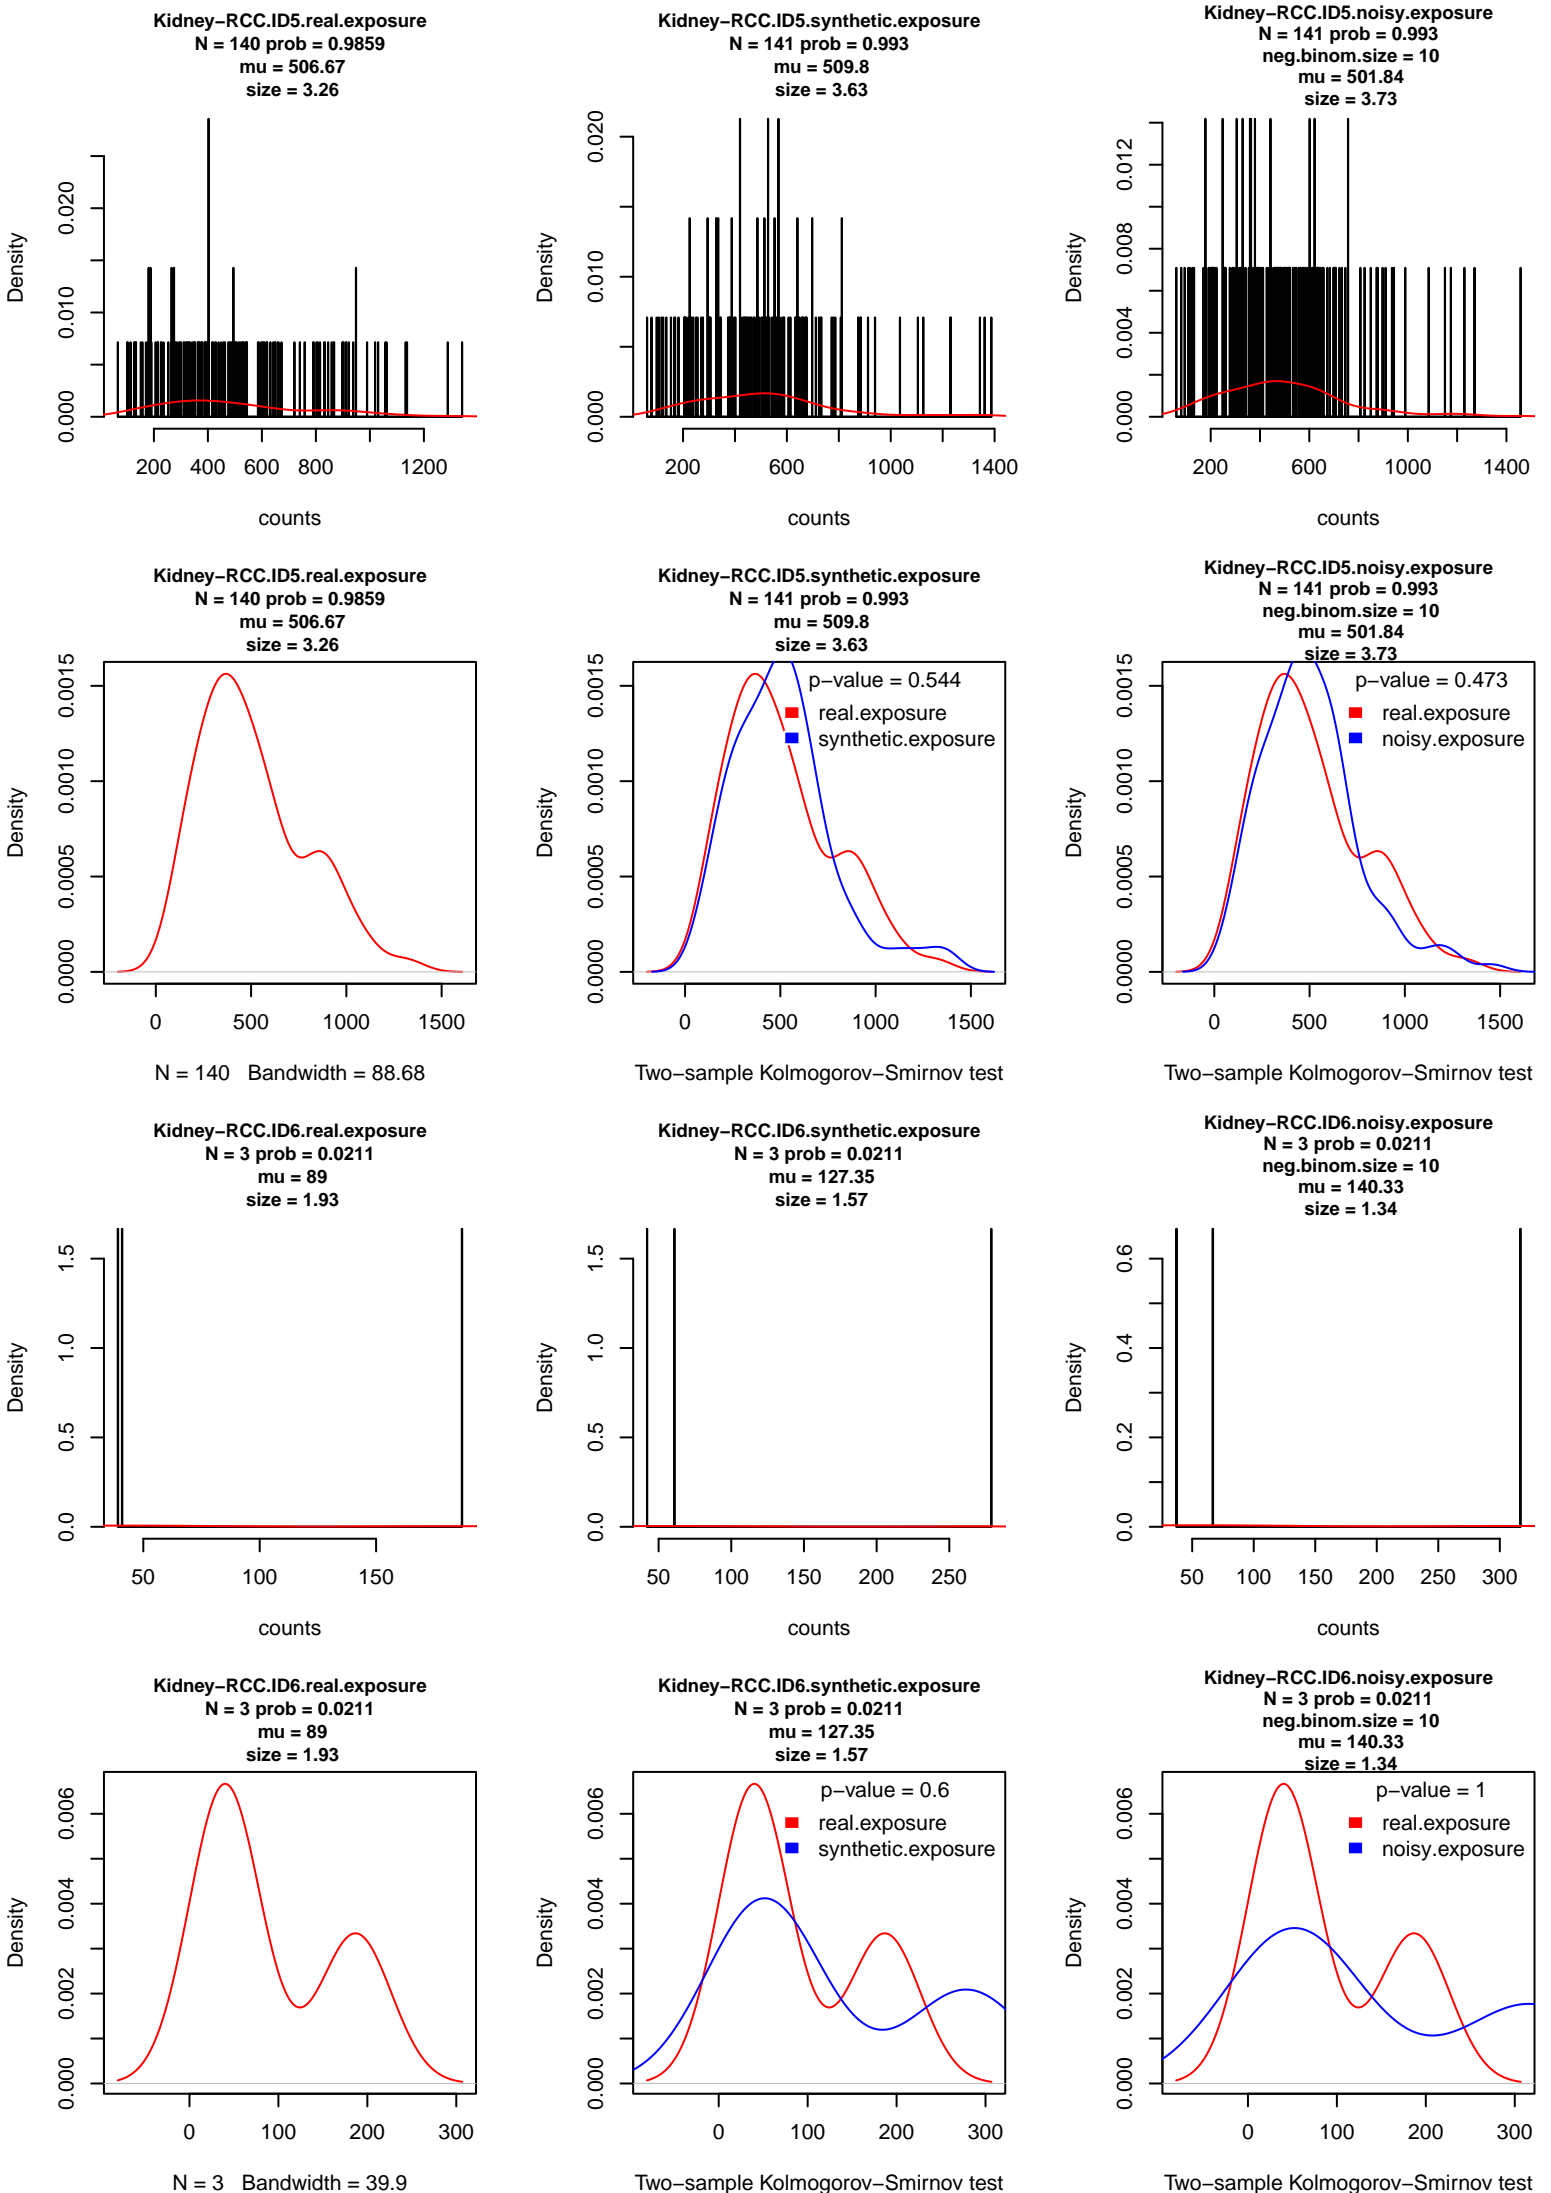 Kidney−RCC.ID5.real.exposure
N = 140 prob = 0.9859
mu = 506.67
size = 3.26
Density
0.000
0.010
0.020
200
400
600
800
1200
counts
Kidney−RCC.ID5.synthetic.exposure
N = 141 prob = 0.993
mu = 509.8
size = 3.63
Density
0.000
0.010
0.020
200
600
1000
1400
counts
Kidney−RCC.ID5.noisy.exposure
N = 141 prob = 0.993
neg.binom.size = 10
mu = 501.84
size = 3.73
Density
0.000
0.004
0.008
0.012
200
600
1000
1400
counts
Kidney−RCC.ID5.real.exposure
N = 140 prob = 0.9859
mu = 506.67
size = 3.26
Density
0.0000
0.0005
0.0010
0.0015
0
500
1000
1500
N = 140 Bandwidth = 88.68
Kidney−RCC.ID5.synthetic.exposure
N = 141 prob = 0.993
mu = 509.8
size = 3.63
p−value = 0.544
real.exposure
synthetic.exposure
Density
0.0000
0.0005
0.0010
0.0015
0
500
1000
1500
Two−sample Kolmogorov−Smirnov test
Kidney−RCC.ID5.noisy.exposure
N = 141 prob = 0.993
neg.binom.size = 10
mu = 501.84
size = 3.73
p−value = 0.473
real.exposure
noisy.exposure
Density
0.0000
0.0005
0.0010
0.0015
0
500
1000
1500
Two−sample Kolmogorov−Smirnov test
Kidney−RCC.ID6.real.exposure
N = 3 prob = 0.0211
mu = 89
size = 1.93
Density
0.0
0.5
1.0
1.5
50
100
150
counts
Kidney−RCC.ID6.synthetic.exposure
N = 3 prob = 0.0211
mu = 127.35
size = 1.57
Density
0.0
0.5
1.0
1.5
50
100
150
200
250
counts
Kidney−RCC.ID6.noisy.exposure
N = 3 prob = 0.0211
neg.binom.size = 10
mu = 140.33
size = 1.34
Density
0.0
0.2
0.4
0.6
50
100
150
200
250
300
counts
Kidney−RCC.ID6.real.exposure
N = 3 prob = 0.0211
mu = 89
size = 1.93
Density
0.000
0.002
0.004
0.006
0
100
200
300
N = 3 Bandwidth = 39.9
Kidney−RCC.ID6.synthetic.exposure
N = 3 prob = 0.0211
mu = 127.35
size = 1.57
p−value = 0.6
real.exposure
synthetic.exposure
Density
0.000
0.002
0.004
0.006
0
100
200
300
Two−sample Kolmogorov−Smirnov test
Kidney−RCC.ID6.noisy.exposure
N = 3 prob = 0.0211
neg.binom.size = 10
mu = 140.33
size = 1.34
p−value = 1
real.exposure
noisy.exposure
Density
0.000
0.002
0.004
0.006
0
100
200
300
Two−sample Kolmogorov−Smirnov test